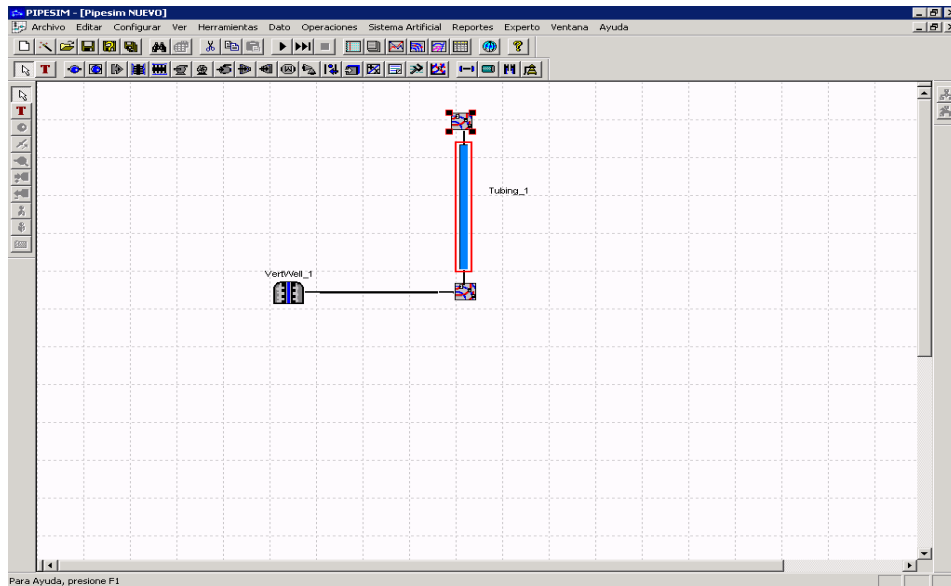 PIPESIM - [Pipesim NUEVO]
Archivo Editar Configurar Ver Herramientas Dato Operaciones Sistema Artificial Reportes Experto Ventana Ayuda
T
T
Tubing_1
VertWell_1
Para Ayuda, presione F1